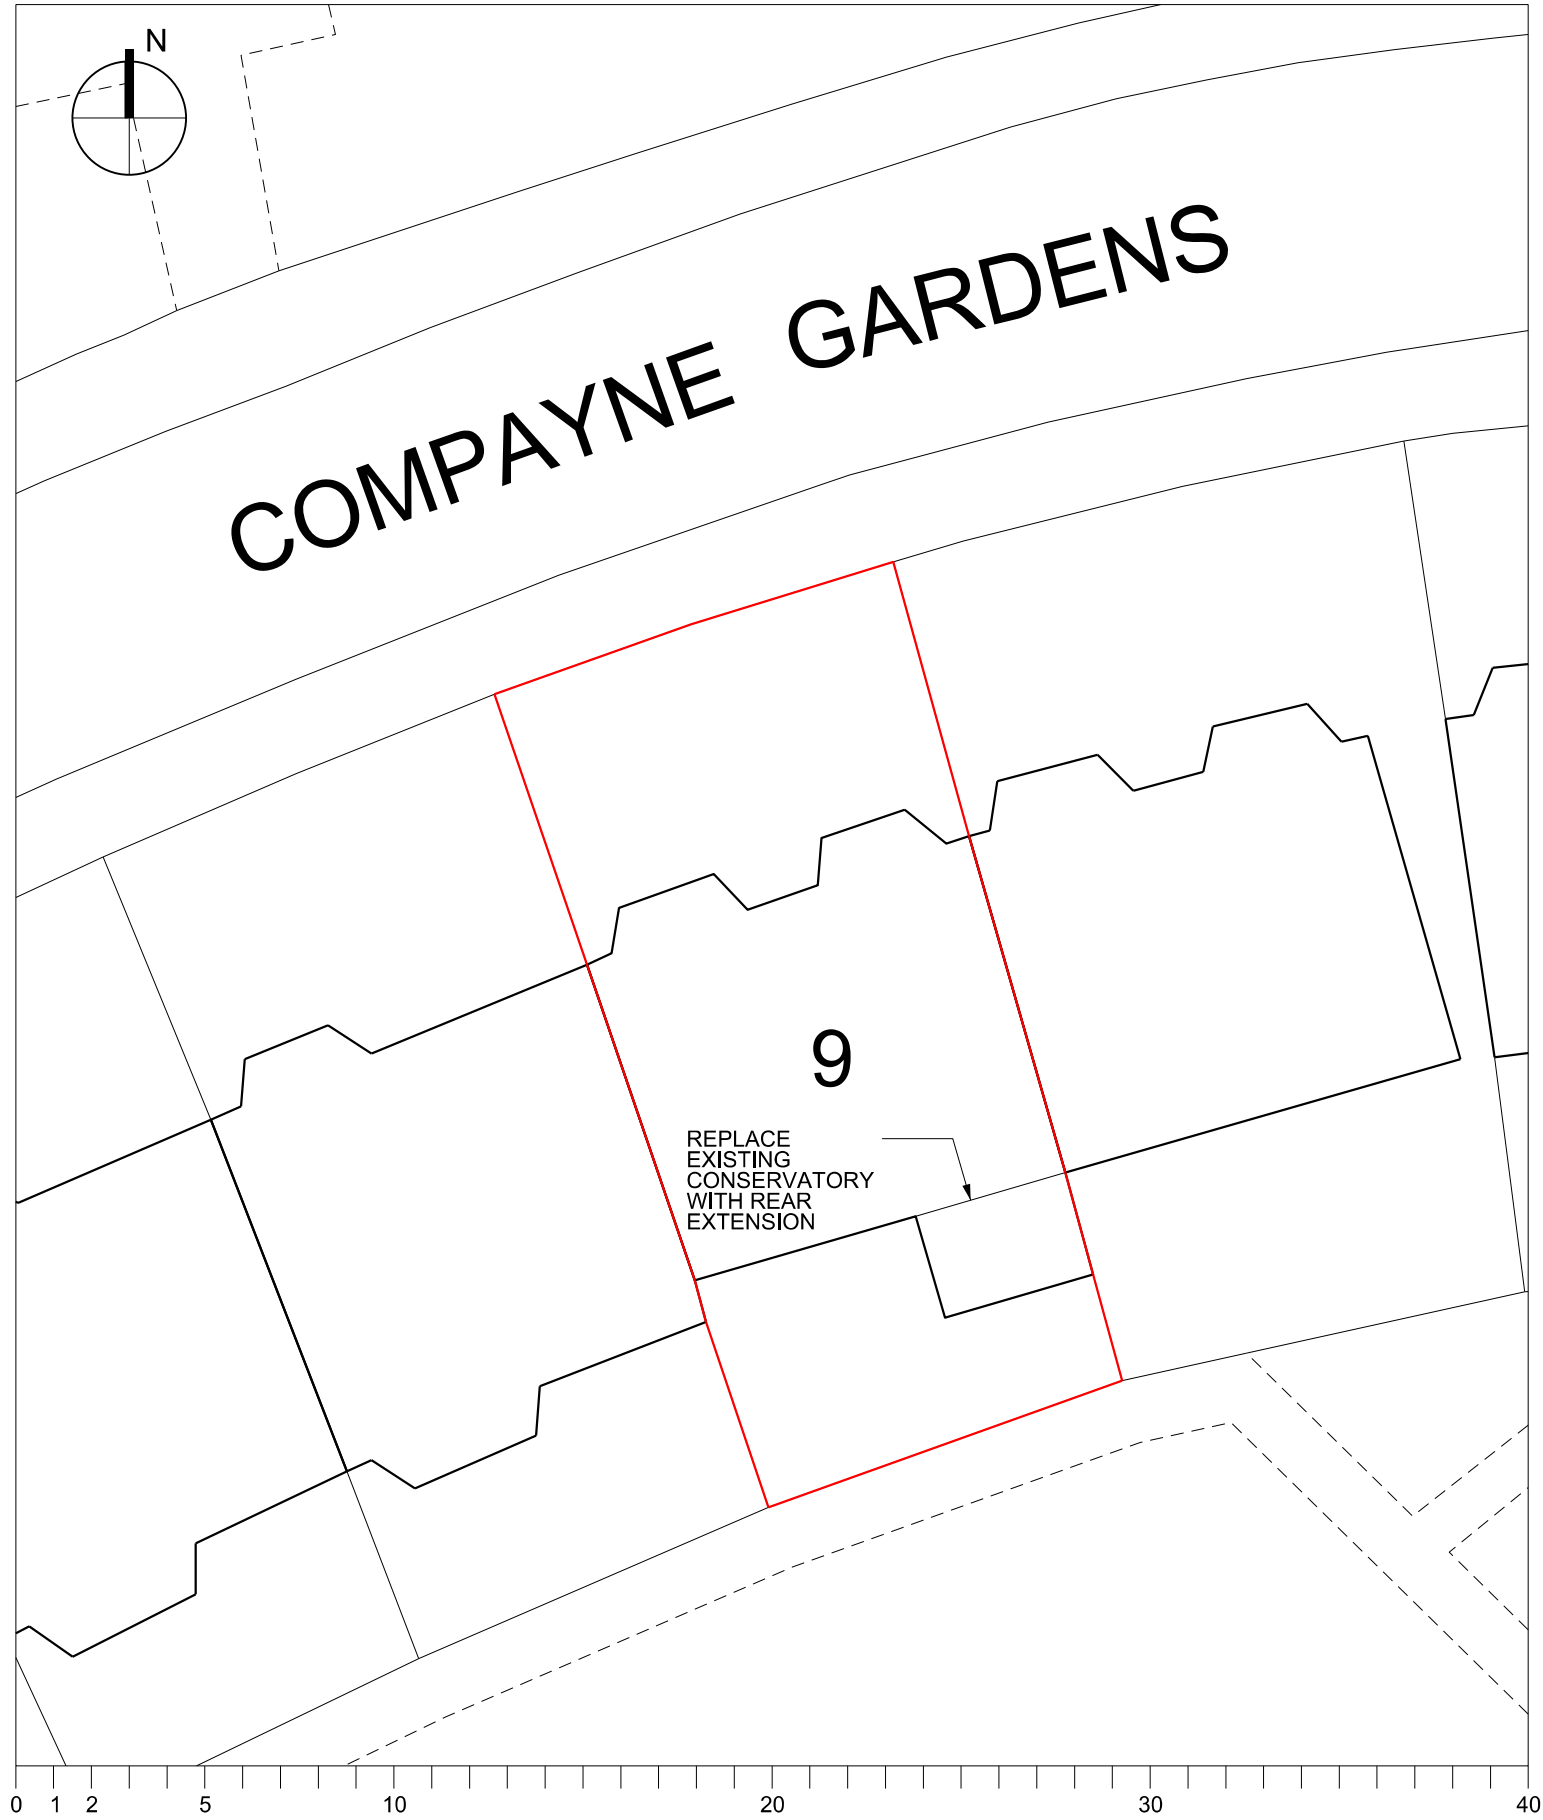 N
COMPAYNE GARDENS
9
REPLACE
EXISTING
CONSERVATORY
WITH REAR
EXTENSION
0 1 2 5 10 20 30 40